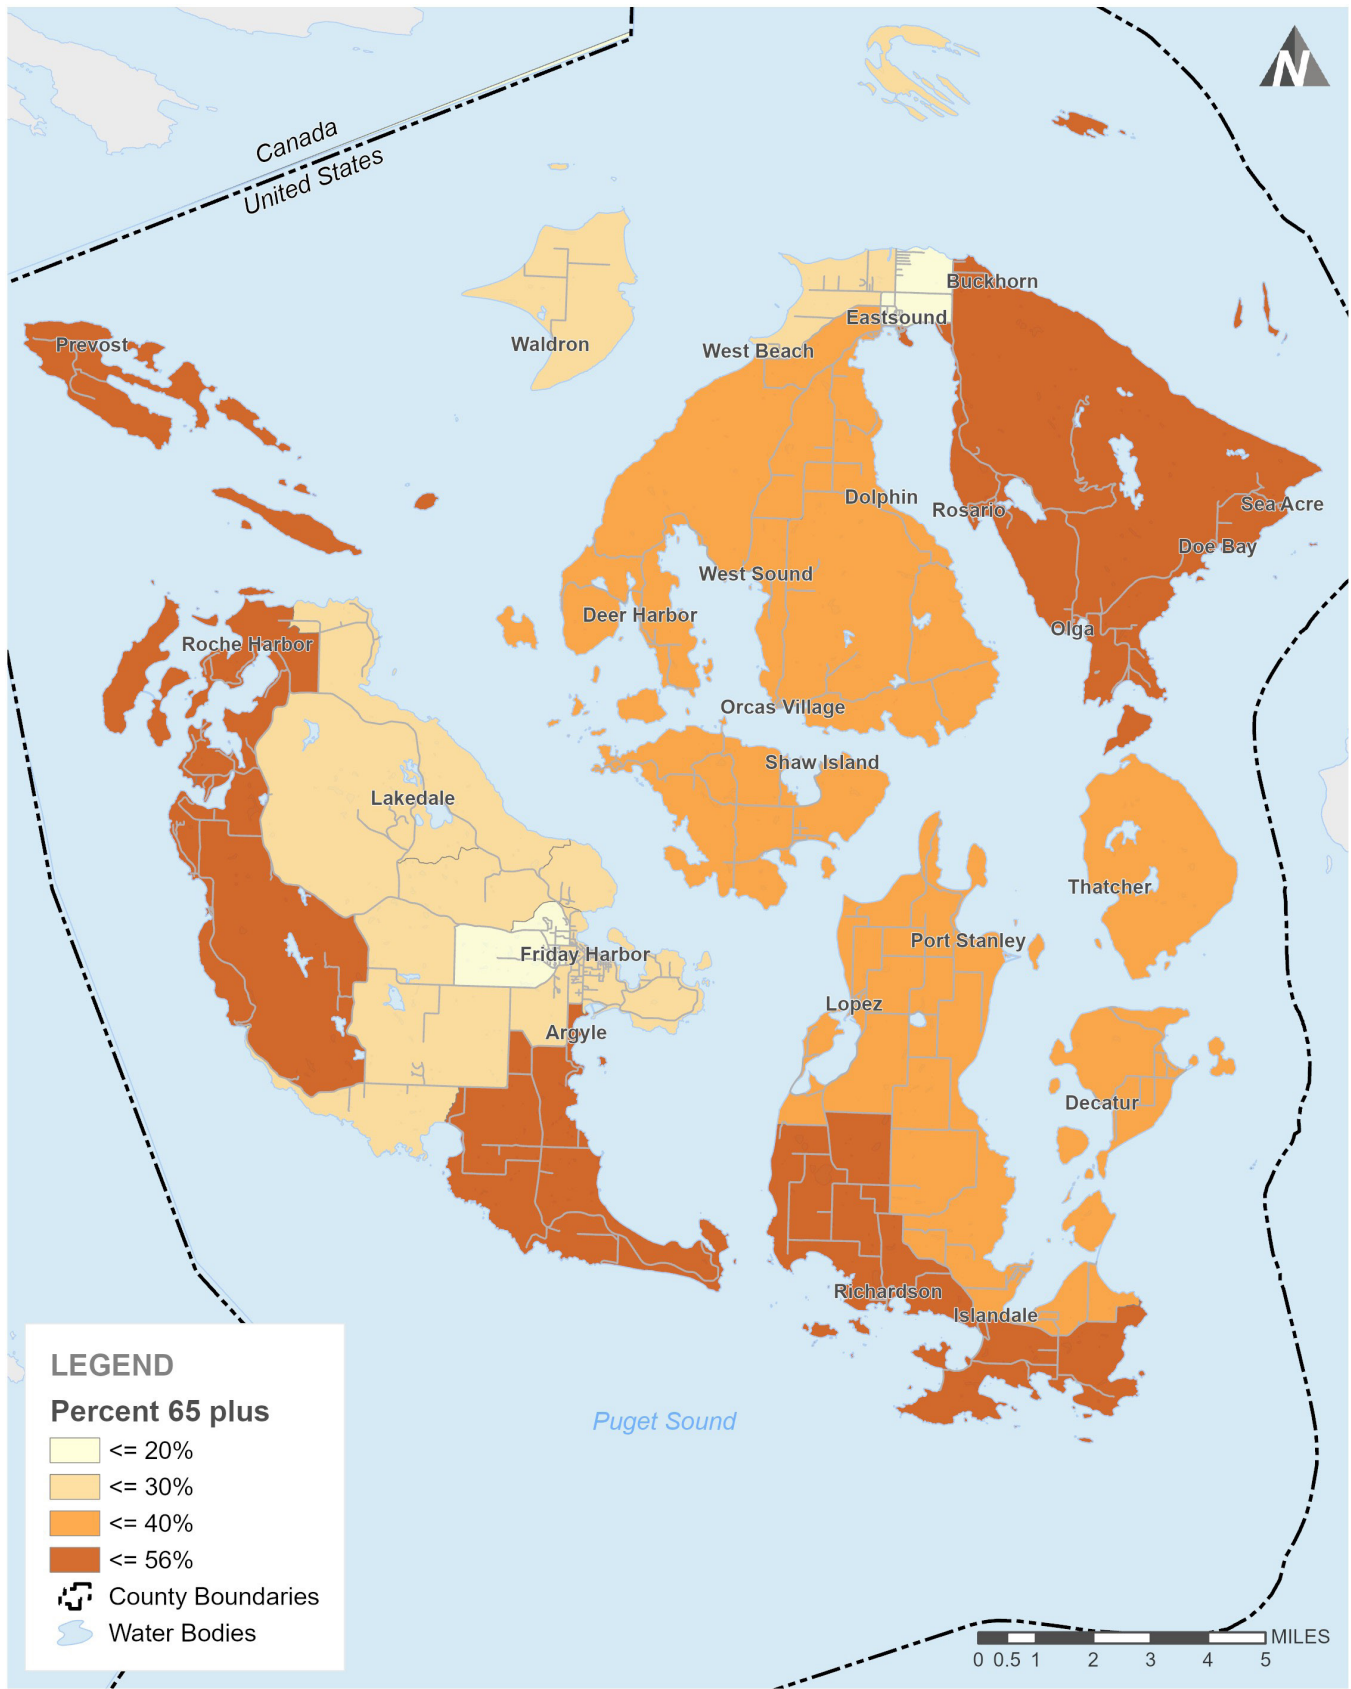 N
Canada
United States
Buckhorn
Eastsound
Prevost
Waldron
West Beach
Dolphin
Rosario
Sea Acre
Doe Bay
West Sound
Deer Harbor
Olga
Roche Harbor
Orcas Village
Shaw Island
Lakedale
Thatcher
Port Stanley
Friday Harbor
Lopez
Argyle
Decatur
Richardson
Islandale
Puget Sound
LEGEND
Percent 65 plus
<= 20%
<= 30%
<= 40%
<= 56%
County Boundaries
Water Bodies
MILES
0 0.5 1 2 3 4 5